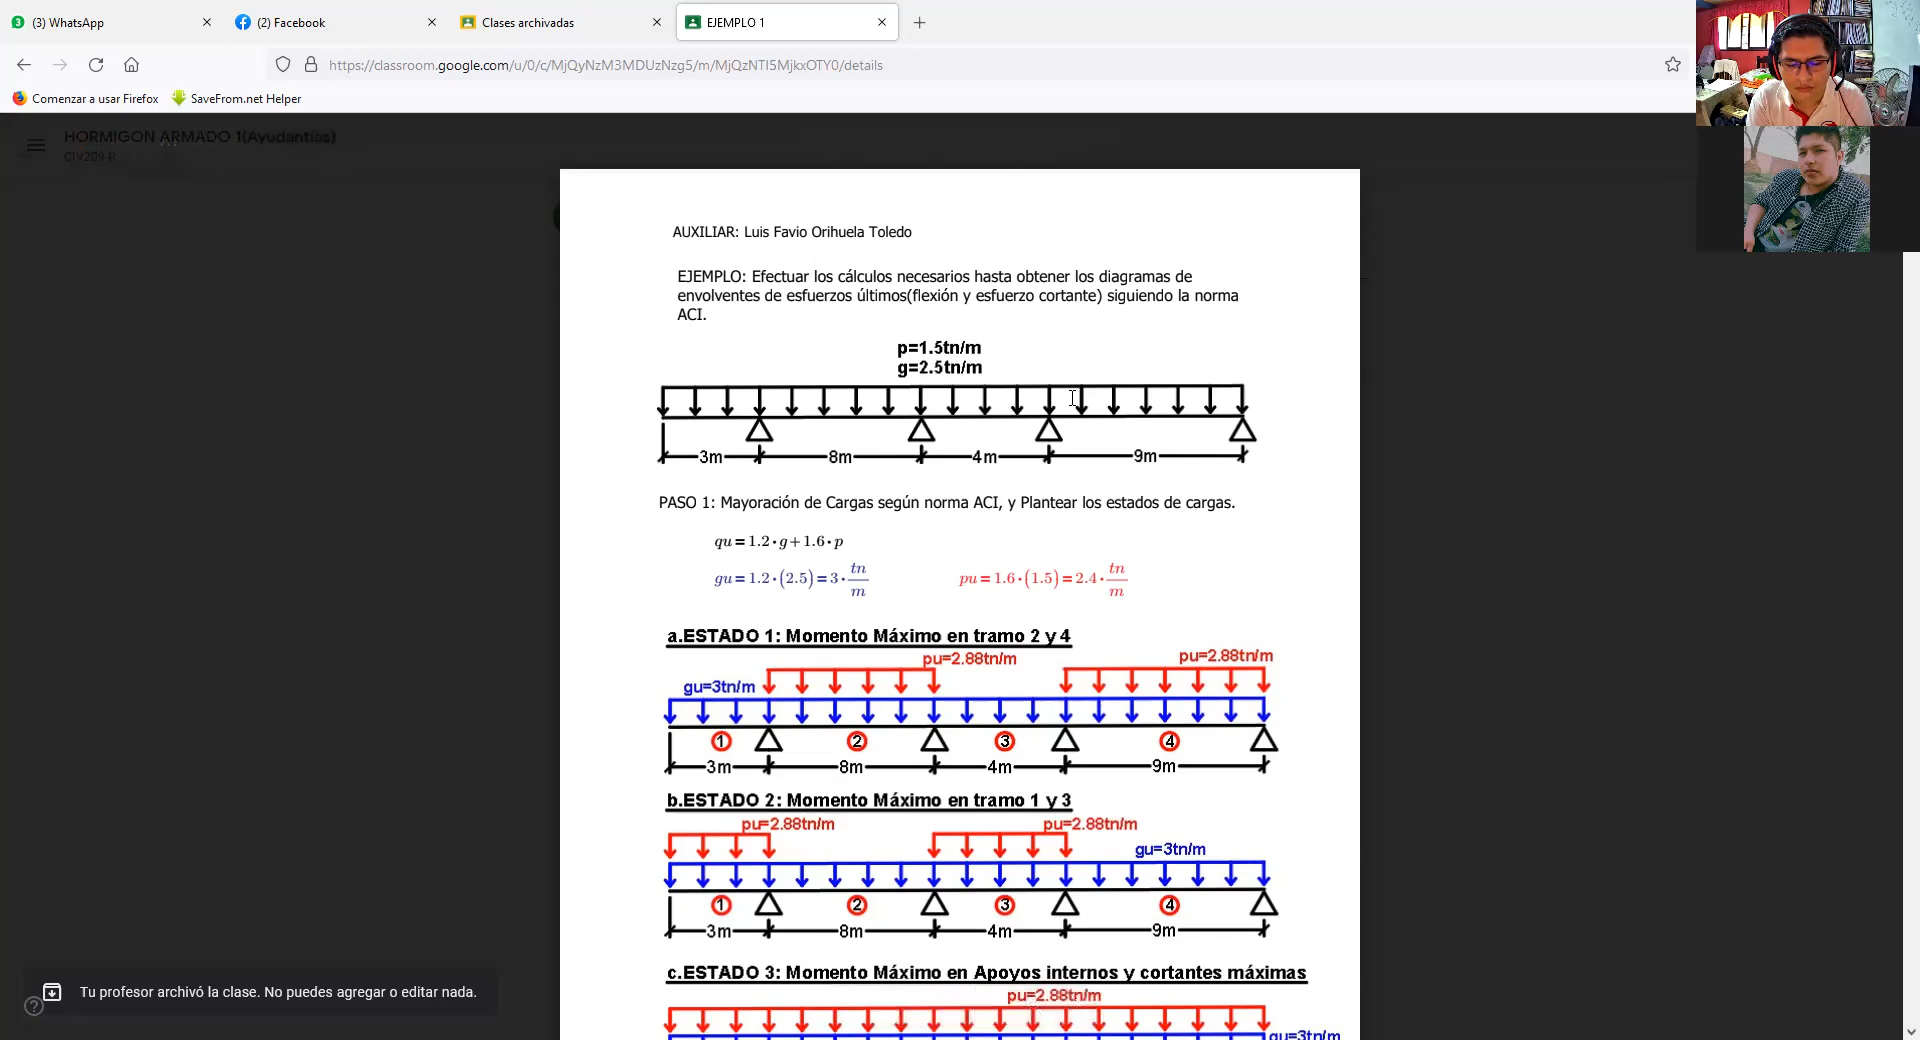 (3) WhatsApp
(2) Facebook
Clases archivadas
EJEMPLO 1
https://classroom.google.com/u/0/c/MjQyNzM3MDUzNzg5/m/MjQzNTI5MjkxOTY0/details
Comenzar a usar Firefox
SaveFrom.net Helper
HORMIGON ARMADO 1(Ayudantías)
CIV209-B
AUXILIAR: Luis Favio Orihuela Toledo
EJEMPLO: Efectuar los cálculos necesarios hasta obtener los diagramas de
envolventes de esfuerzos últimos(flexión y esfuerzo cortante) siguiendo la norma
ACI.
p=1.5tn/m
g=2.5tn/m
3m 8m 4m 9m
PASO 1: Mayoración de Cargas según norma ACI, y Plantear los estados de cargas.
qu=1.2•g+1.6•p
gu=1.2•(2.5)=3•tn/m pu=1.6•(1.5)=2.4•tn/m
a.ESTADO 1: Momento Máximo en tramo 2 y 4
pu=2.88tn/m pu=2.88tn/m
gu=3tn/m
1 2 3 4
3m 8m 4m 9m
b.ESTADO 2: Momento Máximo en tramo 1 y 3
pu=2.88tn/m pu=2.88tn/m
gu=3tn/m
1 2 3 4
3m 8m 4m 9m
c.ESTADO 3: Momento Máximo en Apoyos internos y cortantes máximas
pu=2.88tn/m
gu=3tn/m
Tu profesor archivó la clase. No puedes agregar o editar nada.